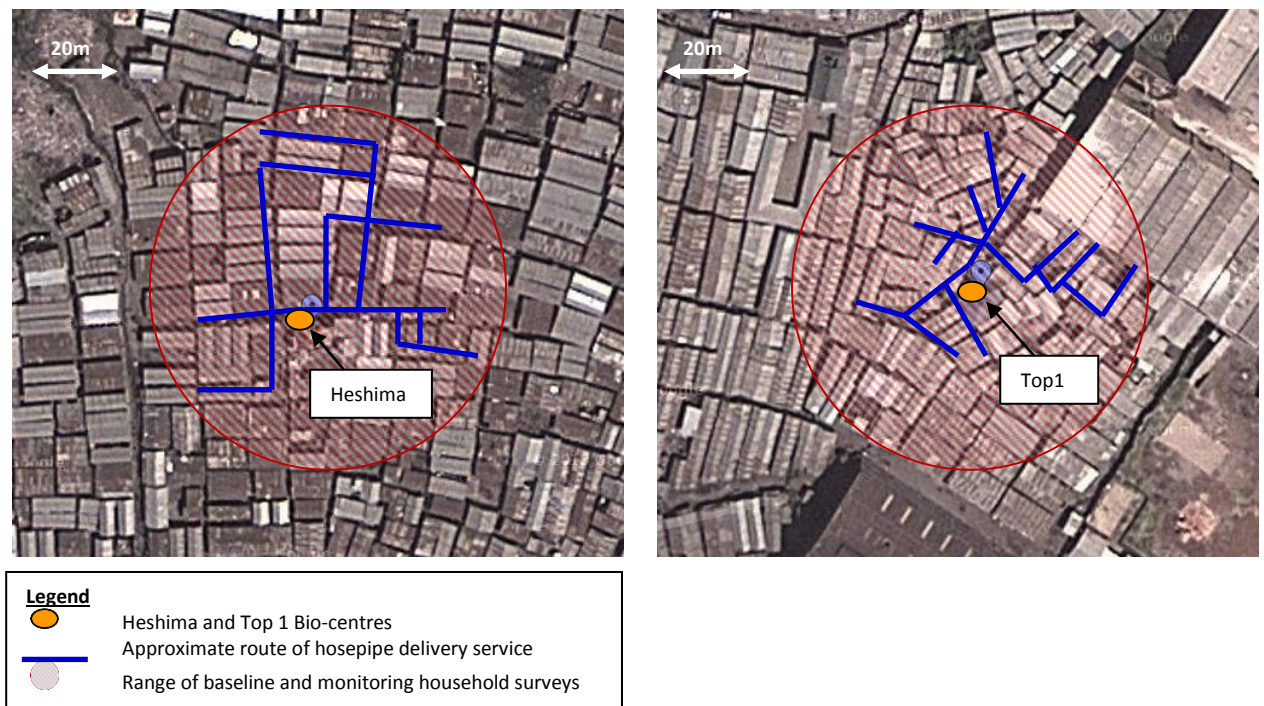 20m
20m
Heshima
Top1
Legend
Heshima and Top 1 Bio-centres
Approximate route of hosepipe delivery service
Range of baseline and monitoring household surveys